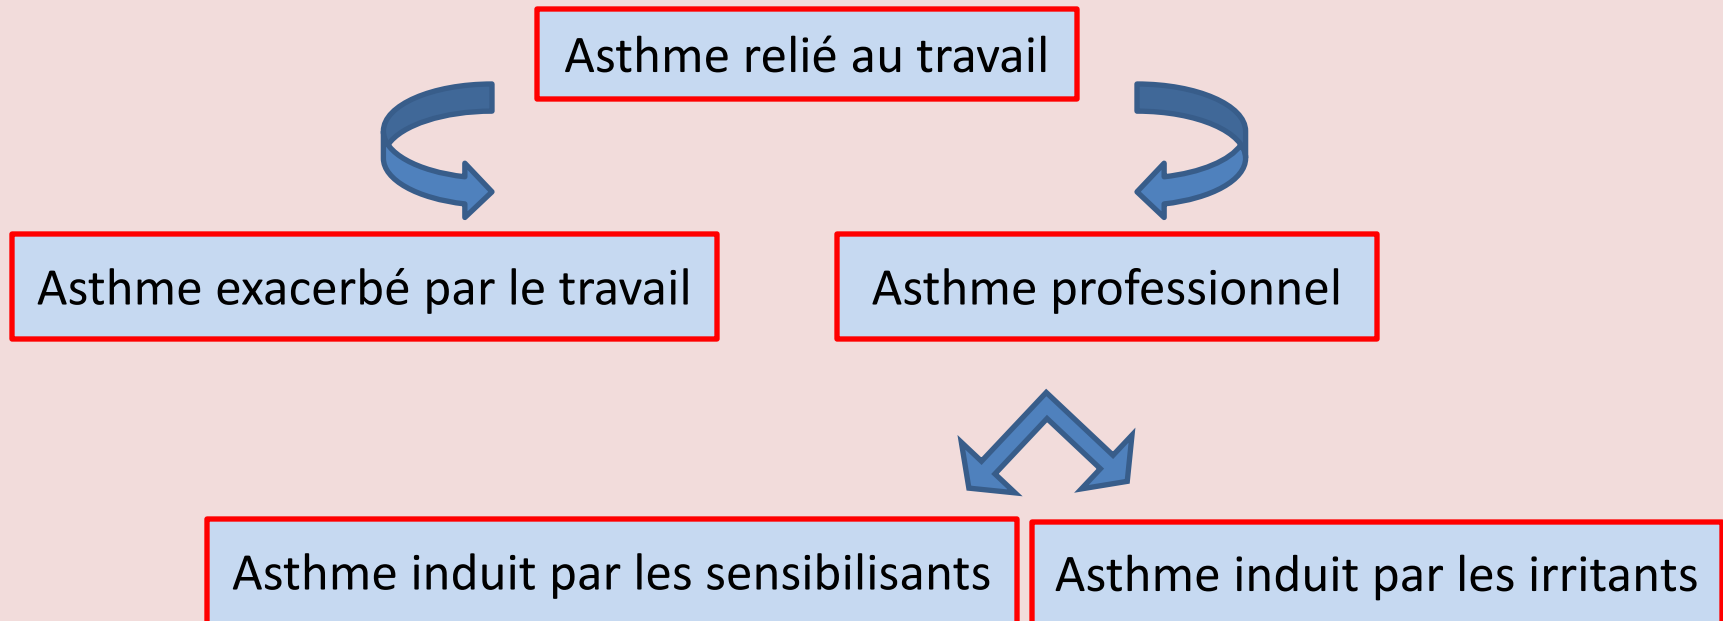 Asthme relié au travail
Asthme exacerbé par le travail
Asthme professionnel
Asthme induit par les sensibilisants
Asthme induit par les irritants